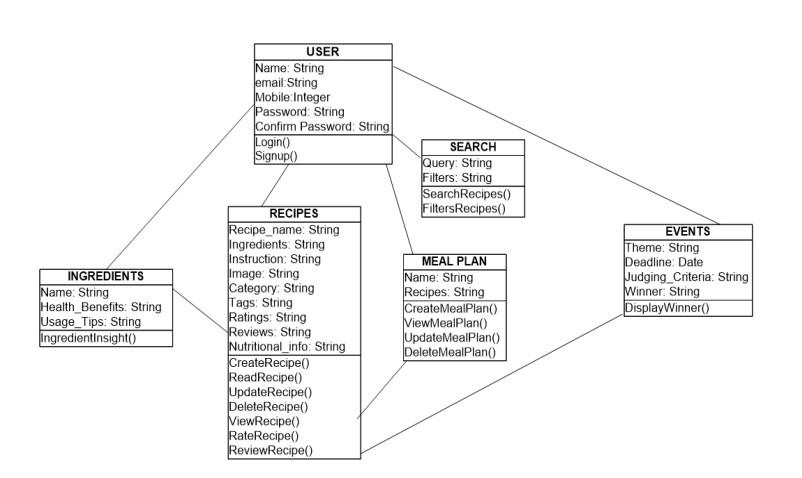 USER
Name: String
email:String
Mobile:Integer
Password: String
Confirm Password: String
Login()
Signup()
SEARCH
Query: String
Filters: String
SearchRecipes()
FiltersRecipes()
RECIPES
Recipe_name: String
Ingredients: String
Instruction: String
Image: String
Category: String
Tags: String
Ratings: String
Reviews: String
Nutritional_info: String
CreateRecipe()
ReadRecipe()
UpdateRecipe()
DeleteRecipe()
ViewRecipe()
RateRecipe()
ReviewRecipe()
EVENTS
Theme: String
Deadline: Date
Judging_Criteria: String
Winner: String
DisplayWinner()
MEAL PLAN
Name: String
Recipes: String
CreateMealPlan()
ViewMealPlan()
UpdateMealPlan()
DeleteMealPlan()
INGREDIENTS
Name: String
Health_Benefits: String
Usage_Tips: String
IngredientInsight()